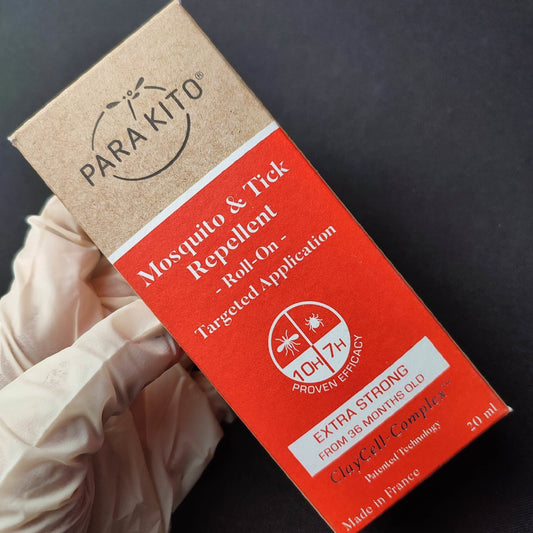 PARA KITO®
Mosquito & Tick
Repellent
- Roll-On -
Targeted Application
10H 7H
PROVEN EFFICACY
EXTRA STRONG
FROM 36 MONTHS OLD
ClayCell-Complex™
Patented Technology
Made in France
20 ml